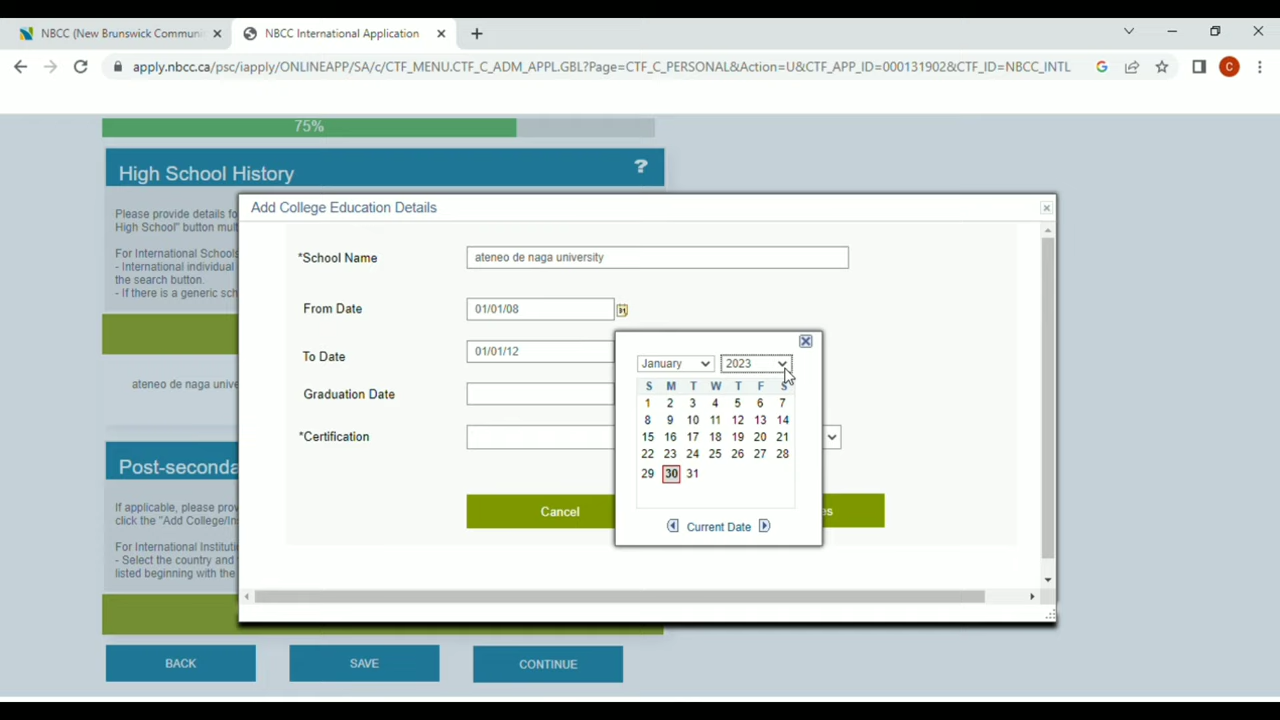 NBCC (New Brunswick Commun
NBCC International Application
apply.nbcc.ca/psc/iapply/ONLINEAPP/SA/c/CTF_MENU.CTF_C_ADM_APPL.GBL?Page=CTF_C_PERSONAL&Action=U&CTF_APP_ID=000131902&CTF_ID=NBCC_INTL
C
75%
High School History
?
Please provide details fo
High School" button mult
For International Schools
- International individual
the search button.
- If there is a generic sch
ateneo de naga unive
Post-seconda
If applicable, please prov
click the "Add College/In
For International Instituti
- Select the country and
listed beginning with the
BACK
SAVE
CONTINUE
Add College Education Details
*School Name
ateneo de naga university
From Date
01/01/08
To Date
01/01/12
Graduation Date
*Certification
Cancel
es
January
2023
S M T W T F S
1 2 3 4 5 6 7
8 9 10 11 12 13 14
15 16 17 18 19 20 21
22 23 24 25 26 27 28
29 30 31
Current Date